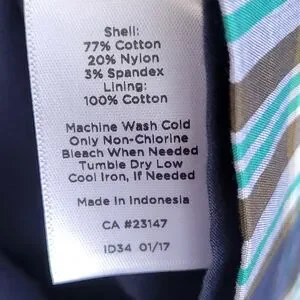 Shell:
77% Cotton
20% Nylon
3% Spandex
Lining:
100% Cotton
Machine Wash Cold
Only Non-Chlorine
Bleach When Needed
Tumble Dry Low
Cool Iron, If Needed
Made in Indonesia
CA #23147
ID34 01/17